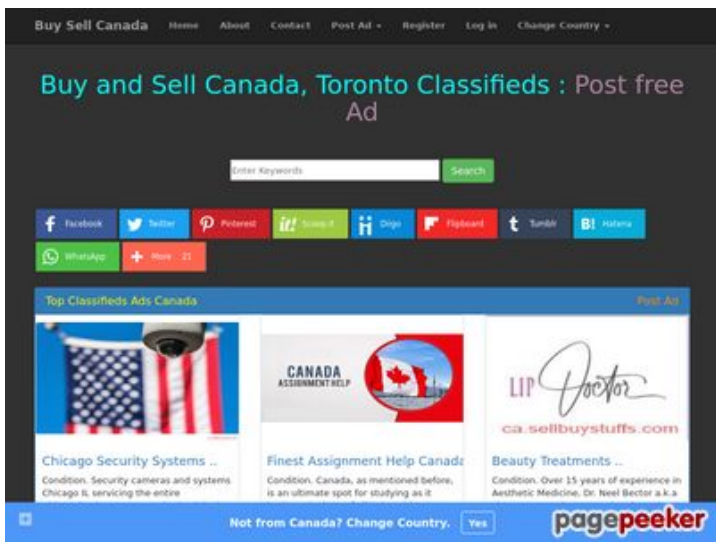 Buy Sell Canada Home About Contact Post Ad Register Log in Change Country
Buy and Sell Canada, Toronto Classifieds : Post free
Ad
Enter Keywords Search
Facebook Twitter Pinterest Scoop it Diigo Flipboard Tumblr B! Hatena
WhatsApp More 21
Top Classifieds Ads Canada Post Ad
CANADA
ASSIGNMENT HELP
LIP Doctor
ca.sellbuystuffs.com
Chicago Security Systems .. Finest Assignment Help Canada Beauty Treatments ..
Condition. Security cameras and systems Condition. Canada, as mentioned before, Condition. Over 15 years of experience in
Chicago IL servicing the entire is an ultimate spot for studying as it Aesthetic Medicine. Dr. Neel Bector a.k.a
Not from Canada? Change Country. Yes
pagepeeker